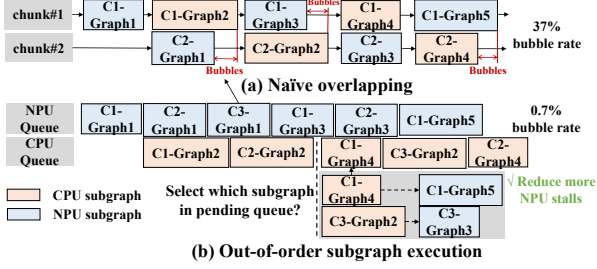 chunk#1
C1-Graph1
C1-Graph2
Bubbles
C1-Graph3
C1-Graph4
C1-Graph5
37% bubble rate
chunk#2
C2-Graph1
Bubbles
C2-Graph2
C2-Graph3
C2-Graph4
Bubbles
(a) Naïve overlapping
NPU Queue
C1-Graph1
C2-Graph1
C3-Graph1
C1-Graph3
C2-Graph3
C1-Graph5
0.7% bubble rate
CPU Queue
C1-Graph2
C2-Graph2
C1-Graph4
C3-Graph2
C2-Graph4
CPU subgraph
NPU subgraph
Select which subgraph
in pending queue?
C1-Graph4
C1-Graph5
C3-Graph2
C3-Graph3
√ Reduce more
NPU stalls
(b) Out-of-order subgraph execution